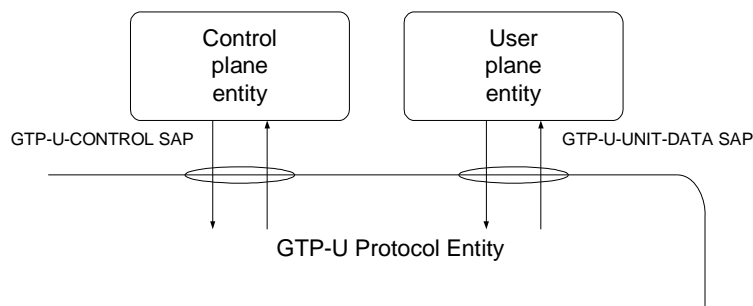 Control
plane
entity
User
plane
entity
GTP-U-CONTROL SAP
GTP-U-UNIT-DATA SAP
GTP-U Protocol Entity